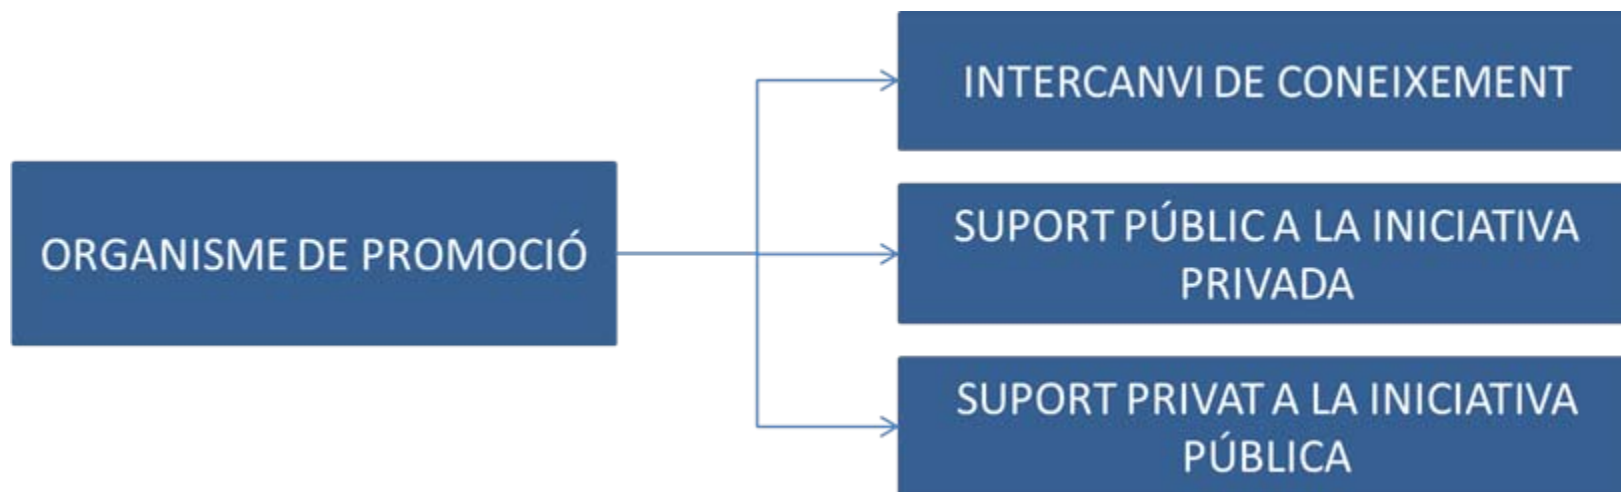 ORGANISME DE PROMOCIÓ
INTERCANVI DE CONEIXEMENT
SUPORT PÚBLIC A LA INICIATIVA
PRIVADA
SUPORT PRIVAT A LA INICIATIVA
PÚBLICA